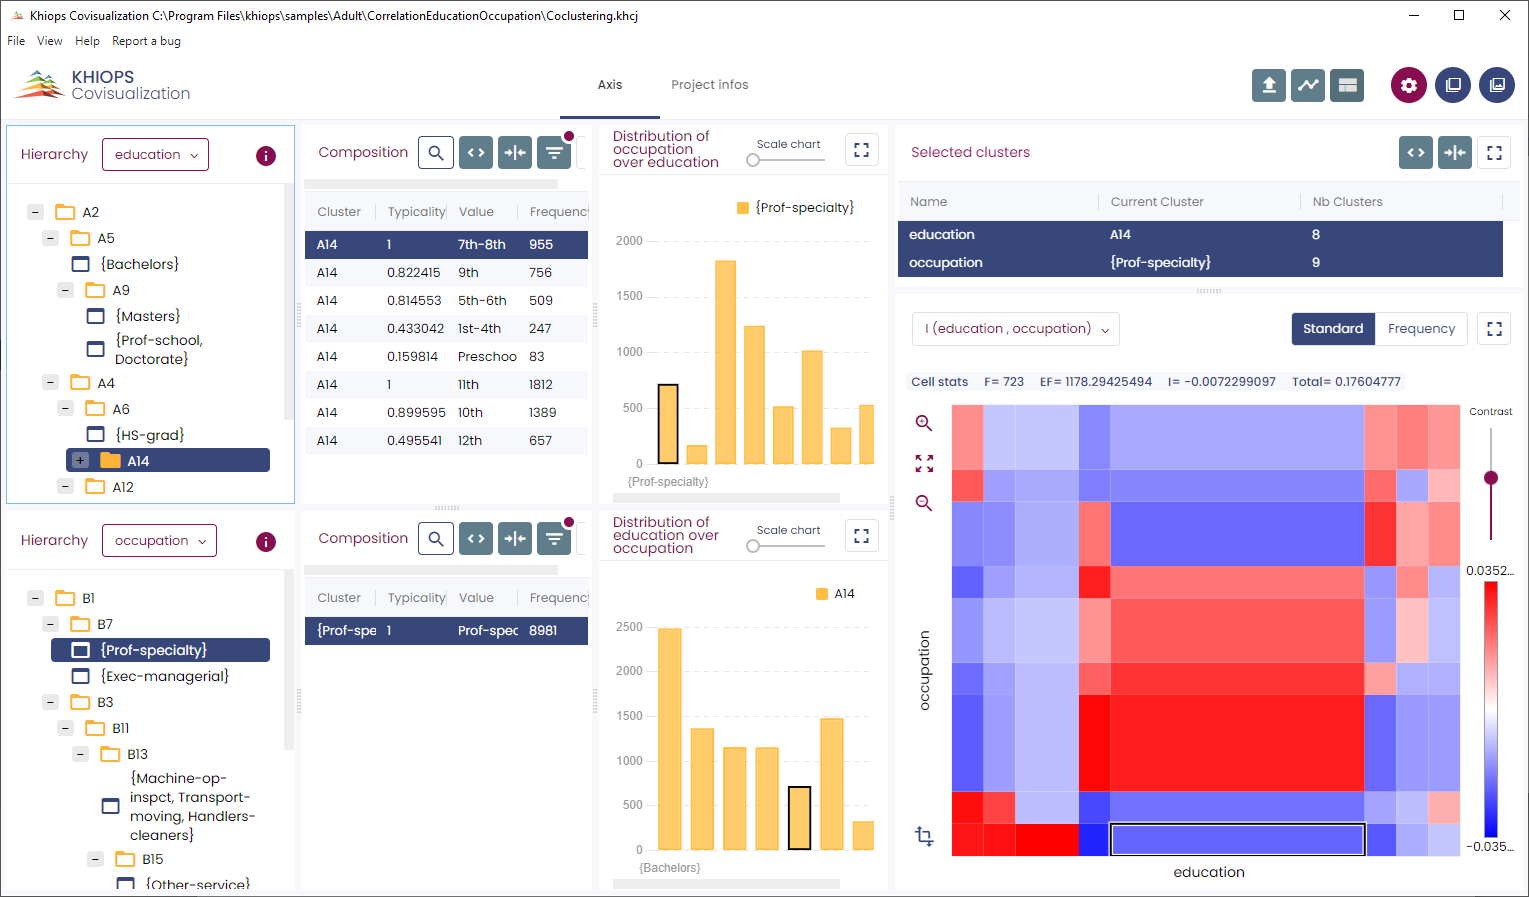 Khiops Covisualization C:\Program Files\khiops\samples\Adult\CorrelationEducationOccupation\Coclustering.khcj
File View Help Report a bug
KHIOPS
Covisualization
Axis
Project infos
Hierarchy
education
A2
A5
{Bachelors}
A9
{Masters}
{Prof-school,
Doctorate}
A4
A6
{HS-grad}
A14
A12
Composition
Cluster Typicality Value Frequenc
A14 1 7th-8th 955
A14 0.822415 9th 756
A14 0.814553 5th-6th 509
A14 0.433042 1st-4th 247
A14 0.159814 Preschoo 83
A14 1 11th 1812
A14 0.899595 10th 1389
A14 0.495541 12th 657
Distribution of
occupation
over education
Scale chart
{Prof-specialty}
2000
1500
1000
500
0
{Prof-specialty}
Selected clusters
Name Current Cluster Nb Clusters
education A14 8
occupation {Prof-specialty} 9
I (education , occupation)
Standard
Frequency
Cell stats F= 723 EF= 1178.29425494 I= -0.0072299097 Total= 0.17604777
Contrast
0.0352...
-0.035...
occupation
education
Hierarchy
occupation
B1
B7
{Prof-specialty}
{Exec-managerial}
B3
B11
B13
{Machine-op-
inspct, Transport-
moving, Handlers-
cleaners}
B15
{Other-service}
Composition
Cluster Typicality Value Frequenc
{Prof-spe 1 Prof-spec 8981
Distribution of
education over
occupation
Scale chart
A14
2500
2000
1500
1000
500
0
{Bachelors}